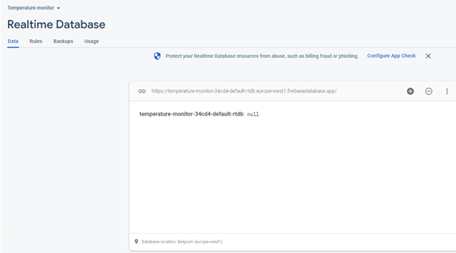 Temperature monitor
Realtime Database
Data Rules Backups Usage
Protect your Realtime Database resources from abuse, such as billing fraud or phishing Configure App Check
https://temperature-monitor-34cd4-default-rtdb.europe-west1.firebasedatabase.app/
temperature-monitor-34cd4-default-rtdb: null
Database location: Belgium (europe-west1)